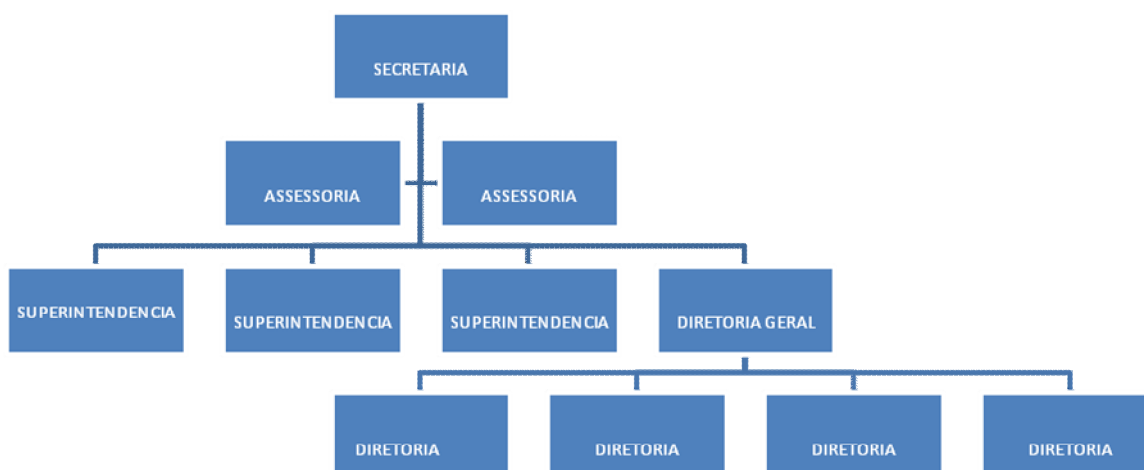 SECRETARIA
ASSESSORIA
ASSESSORIA
SUPERINTENDENCIA
SUPERINTENDENCIA
SUPERINTENDENCIA
DIRETORIA GERAL
DIRETORIA
DIRETORIA
DIRETORIA
DIRETORIA